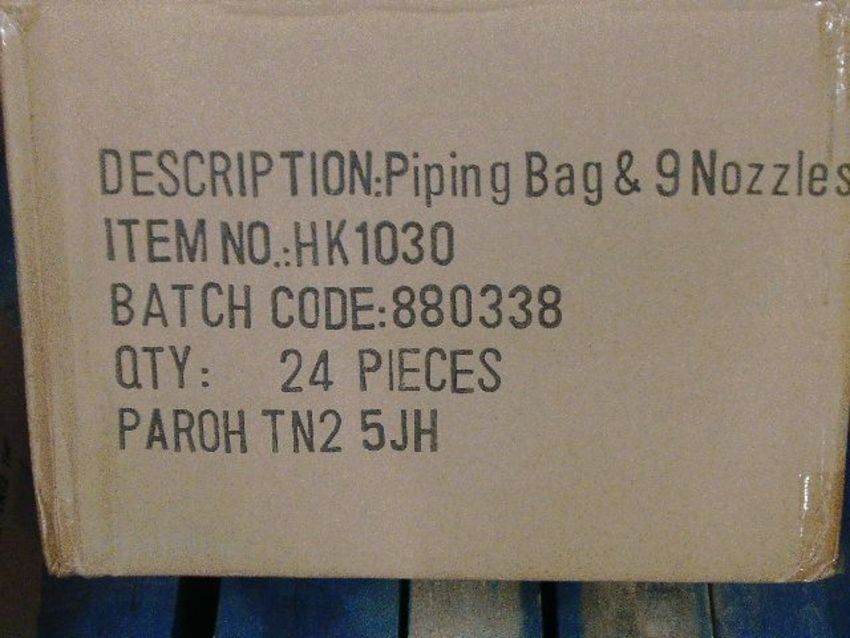 DESCRIPTION:Piping Bag & 9 Nozzles
ITEM NO.:HK1030
BATCH CODE:880338
QTY: 24 PIECES
PAROH TN2 5JH